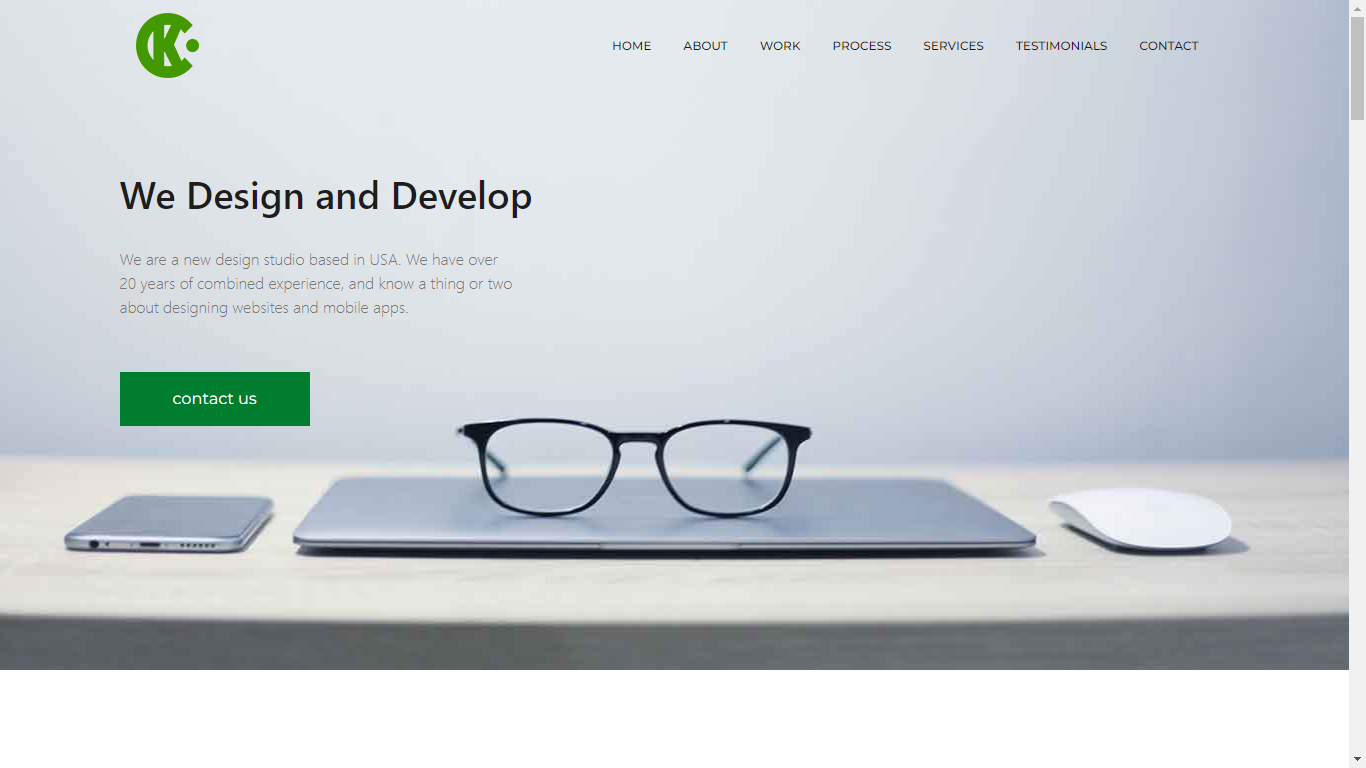 CK
HOME ABOUT WORK PROCESS SERVICES TESTIMONIALS CONTACT
We Design and Develop
We are a new design studio based in USA. We have over
20 years of combined experience, and know a thing or two
about designing websites and mobile apps.
contact us